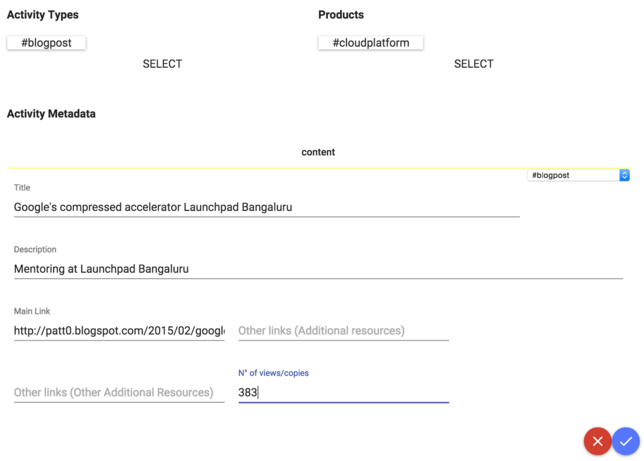 Activity Types
Products
#blogpost
#cloudplatform
SELECT
SELECT
Activity Metadata
content
#blogpost
Title
Google's compressed accelerator Launchpad Bangaluru
Description
Mentoring at Launchpad Bangaluru
Main Link
http://patt0.blogspot.com/2015/02/googl
Other links (Additional resources)
N° of views/copies
Other links (Other Additional Resources)
383